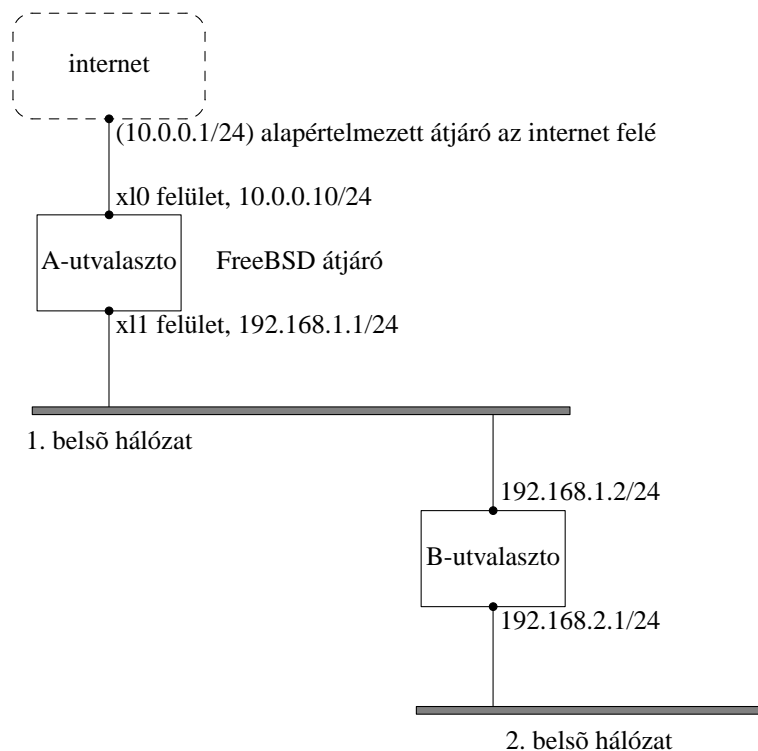 internet
(10.0.0.1/24) alapértelmezett átjáró az internet felé
xl0 felület, 10.0.0.10/24
A-utvalaszto
FreeBSD átjáró
xl1 felület, 192.168.1.1/24
1. belsõ hálózat
192.168.1.2/24
B-utvalaszto
192.168.2.1/24
2. belsõ hálózat